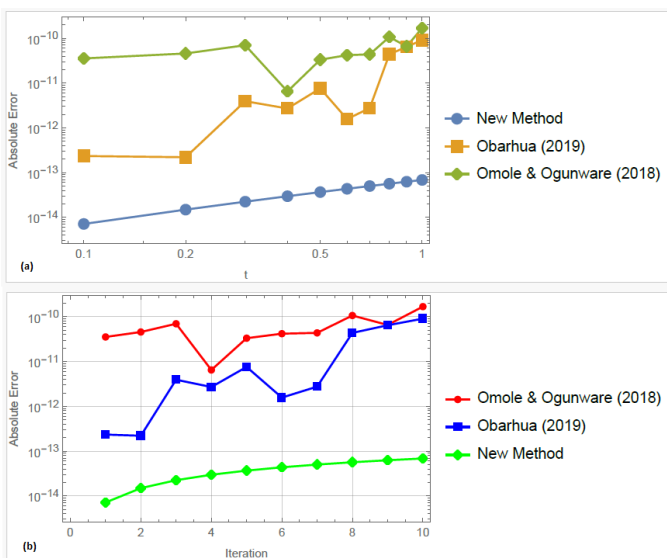 10^-10
10^-11
10^-12
10^-13
10^-14
Absolute Error
0.1 0.2 0.5 1
t
(a)
New Method
Obarhua (2019)
Omole & Ogunware (2018)
10^-10
10^-11
10^-12
10^-13
10^-14
Absolute Error
0 2 4 6 8 10
Iteration
(b)
Omole & Ogunware (2018)
Obarhua (2019)
New Method